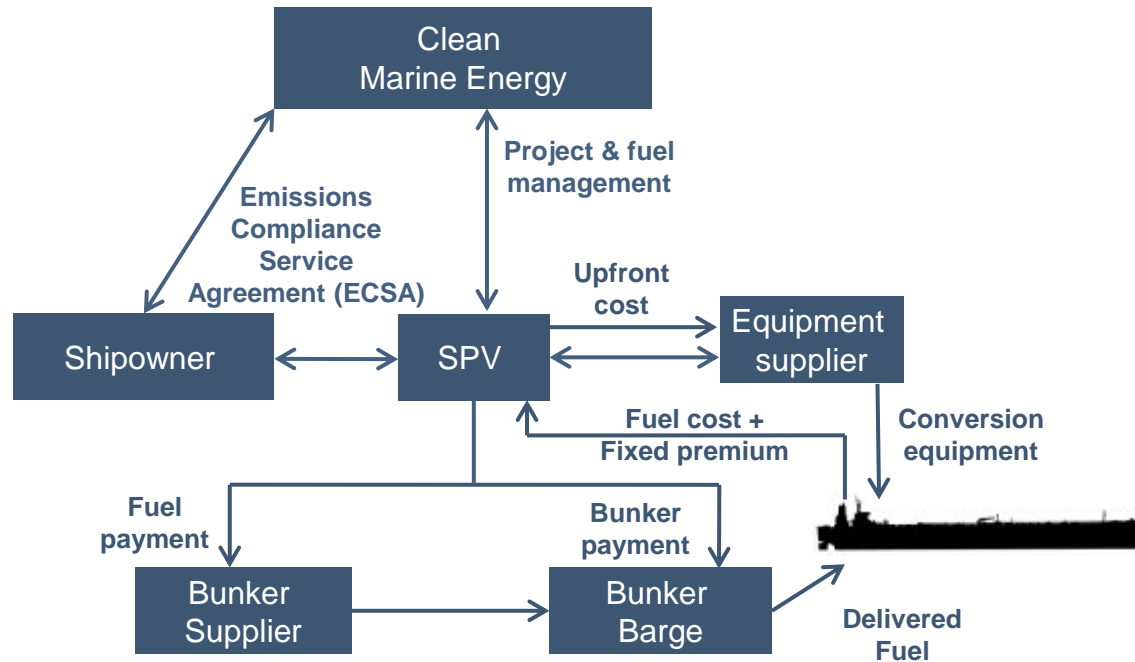 Clean
Marine Energy
Project & fuel
management
Emissions
Compliance
Service
Agreement (ECSA)
Upfront
cost
Shipowner
SPV
Equipment
supplier
Fuel cost +
Fixed premium
Conversion
equipment
Fuel
payment
Bunker
payment
Bunker
Supplier
Bunker
Barge
Delivered
Fuel